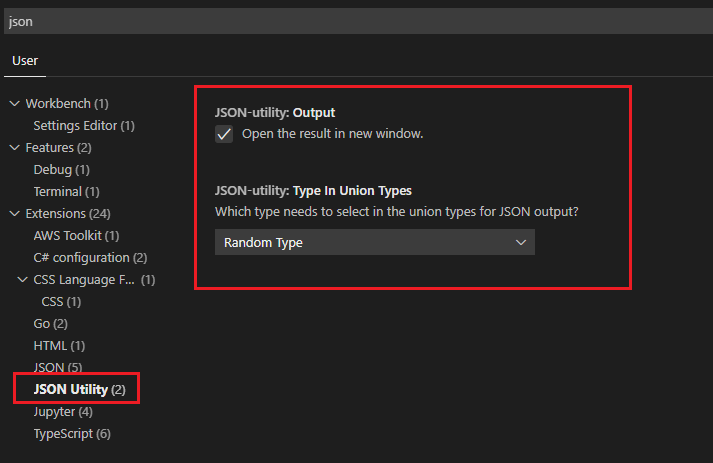 json
User
Workbench (1)
Settings Editor (1)
Features (2)
Debug (1)
Terminal (1)
Extensions (24)
AWS Toolkit (1)
C# configuration (2)
CSS Language F... (1)
CSS (1)
Go (2)
HTML (1)
JSON (5)
JSON Utility (2)
Jupyter (4)
TypeScript (6)
JSON-utility: Output
Open the result in new window.
JSON-utility: Type In Union Types
Which type needs to select in the union types for JSON output?
Random Type